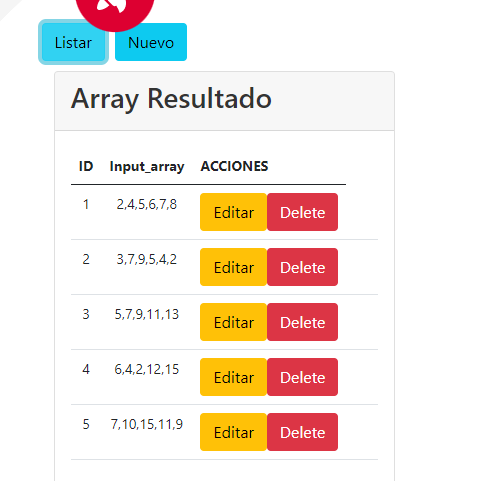 Listar Nuevo
Array Resultado
ID Input_array ACCIONES
1 2,4,5,6,7,8 Editar Delete
2 3,7,9,5,4,2 Editar Delete
3 5,7,9,11,13 Editar Delete
4 6,4,2,12,15 Editar Delete
5 7,10,15,11,9 Editar Delete